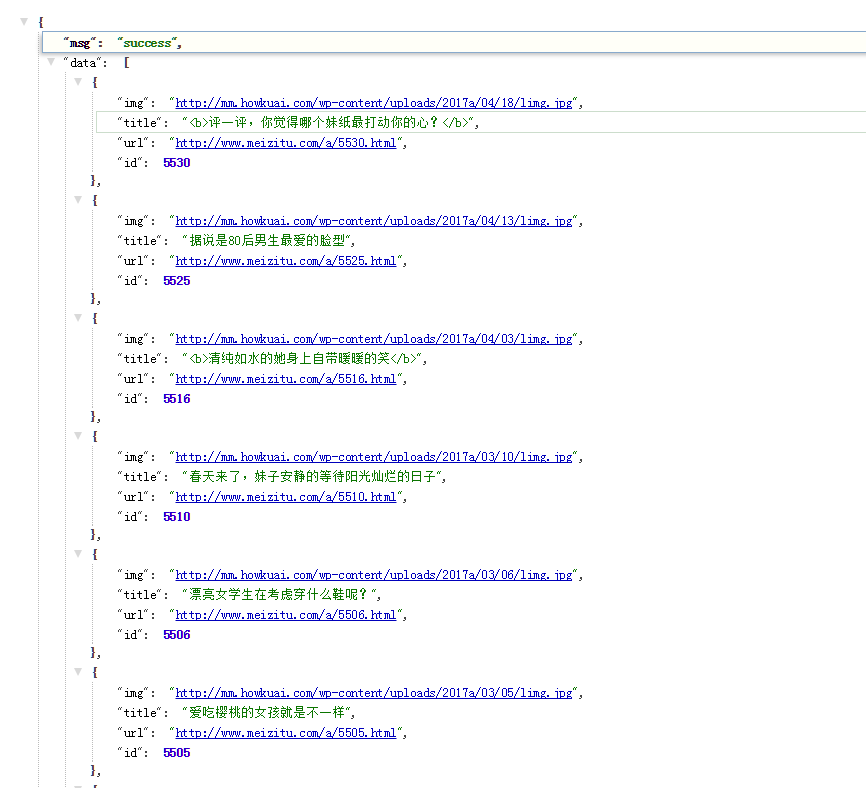 {
"msg": "success",
"data": [
{
"img": "http://mm.howkuai.com/wp-content/uploads/2017a/04/18/limg.jpg",
"title": "<b>评一评，你觉得哪个妹纸最打动你的心？</b>",
"url": "http://www.meizitu.com/a/5530.html",
"id": 5530
},
{
"img": "http://mm.howkuai.com/wp-content/uploads/2017a/04/13/limg.jpg",
"title": "据说是80后男生最爱的脸型",
"url": "http://www.meizitu.com/a/5525.html",
"id": 5525
},
{
"img": "http://mm.howkuai.com/wp-content/uploads/2017a/04/03/limg.jpg",
"title": "<b>清纯如水的她身上自带暖暖的笑</b>",
"url": "http://www.meizitu.com/a/5516.html",
"id": 5516
},
{
"img": "http://mm.howkuai.com/wp-content/uploads/2017a/03/10/limg.jpg",
"title": "春天来了，妹子安静的等待阳光灿烂的日子",
"url": "http://www.meizitu.com/a/5510.html",
"id": 5510
},
{
"img": "http://mm.howkuai.com/wp-content/uploads/2017a/03/06/limg.jpg",
"title": "漂亮女学生在考虑穿什么鞋呢？",
"url": "http://www.meizitu.com/a/5506.html",
"id": 5506
},
{
"img": "http://mm.howkuai.com/wp-content/uploads/2017a/03/05/limg.jpg",
"title": "爱吃樱桃的女孩就是不一样",
"url": "http://www.meizitu.com/a/5505.html",
"id": 5505
},
{